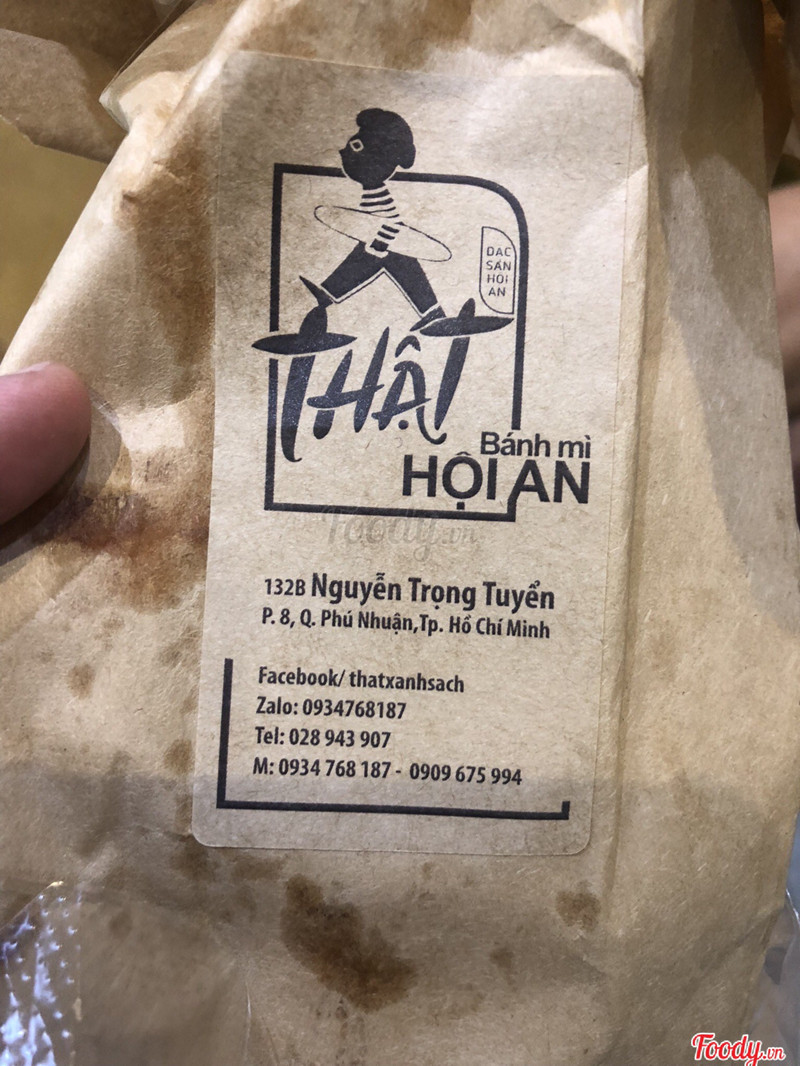 ĐẶC
SẢN
HỘI
AN
THẬT
Bánh mì
HỘI AN
Foody.vn
132B Nguyễn Trọng Tuyển
P. 8, Q. Phú Nhuận,Tp. Hồ Chí Minh
Facebook/ thatxanhsach
Zalo: 0934768187
Tel: 028 943 907
M: 0934 768 187 - 0909 675 994
Foody.vn